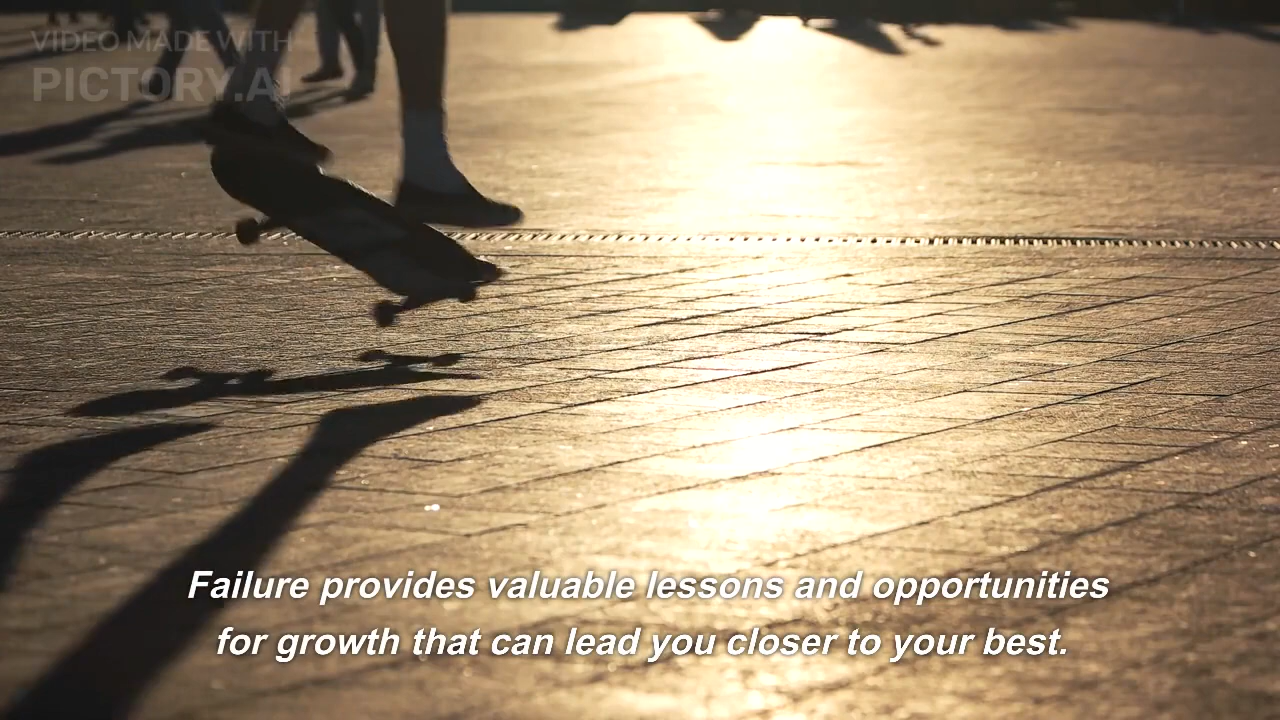 VIDEO MADE WITH
PICTORY.AI
Failure provides valuable lessons and opportunities
for growth that can lead you closer to your best.